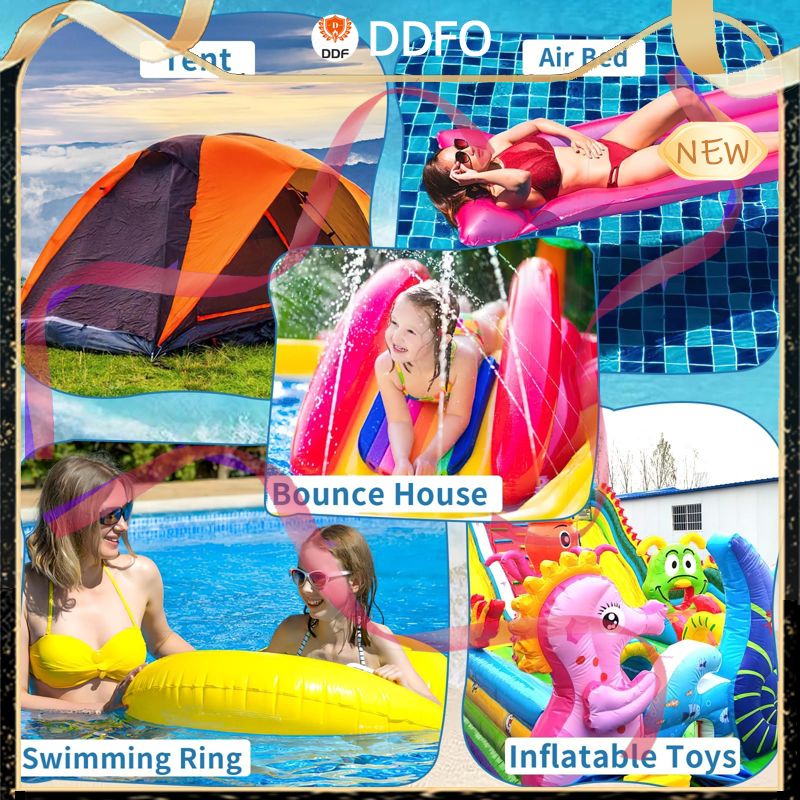 DDF
DDFO
Tent
Air Bed
NEW
Bounce House
Swimming Ring
Inflatable Toys